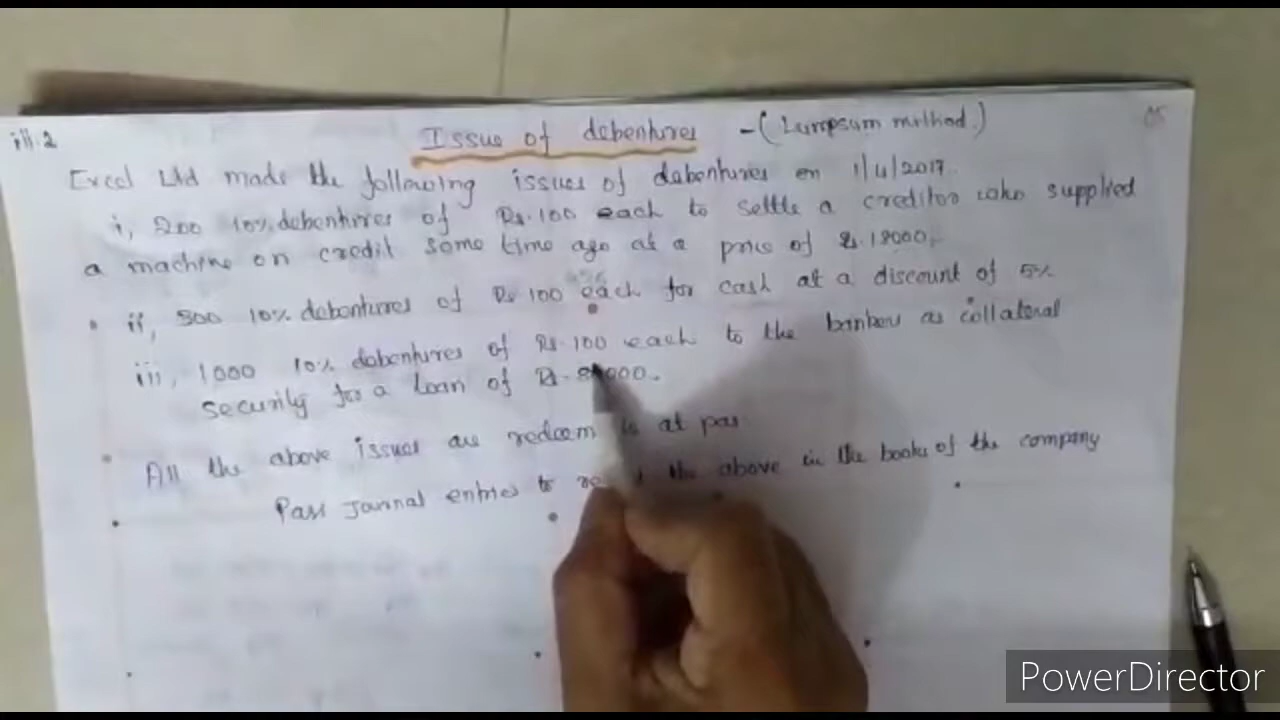 ill.2
Issue of debentures -(Lumpsum method.)
05
Excel Ltd made the following issues of debentures on 1/4/2017.
i, 200 10% debentures of Rs.100 each to settle a creditor who supplied
a machine on credit some time ago at a price of Rs.18000.
ii, 500 10% debentures of Rs 100 each for cash at a discount of 5%
iii, 1000 10% debentures of Rs.100 each to the bankers as collateral
security for a loan of Rs.
All the above issues are redeem at par
Pass Journal entries to the above in the books of the company
PowerDirector